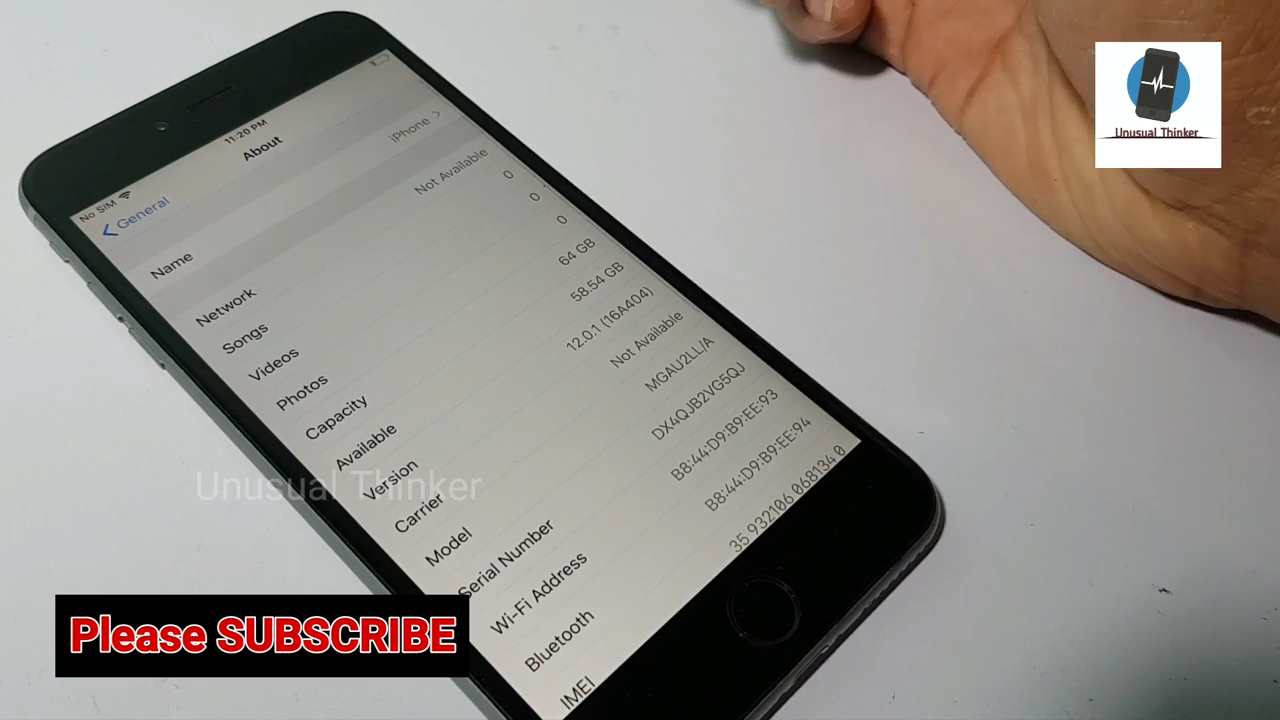 No SIM
11:20 PM
General
About
Name
iPhone
Network
Not Available
Songs
0
Videos
0
Photos
0
Capacity
64 GB
Available
58.54 GB
Version
12.0.1 (16A404)
Carrier
Not Available
Model
MGAU2LL/A
Serial Number
DX4QJB2VG5QJ
Wi-Fi Address
B8:44:D9:B9:EE:93
Bluetooth
B8:44:D9:B9:EE:94
IMEI
35 932106 068134 0
Unusual Thinker
Unusual Thinker
Please SUBSCRIBE